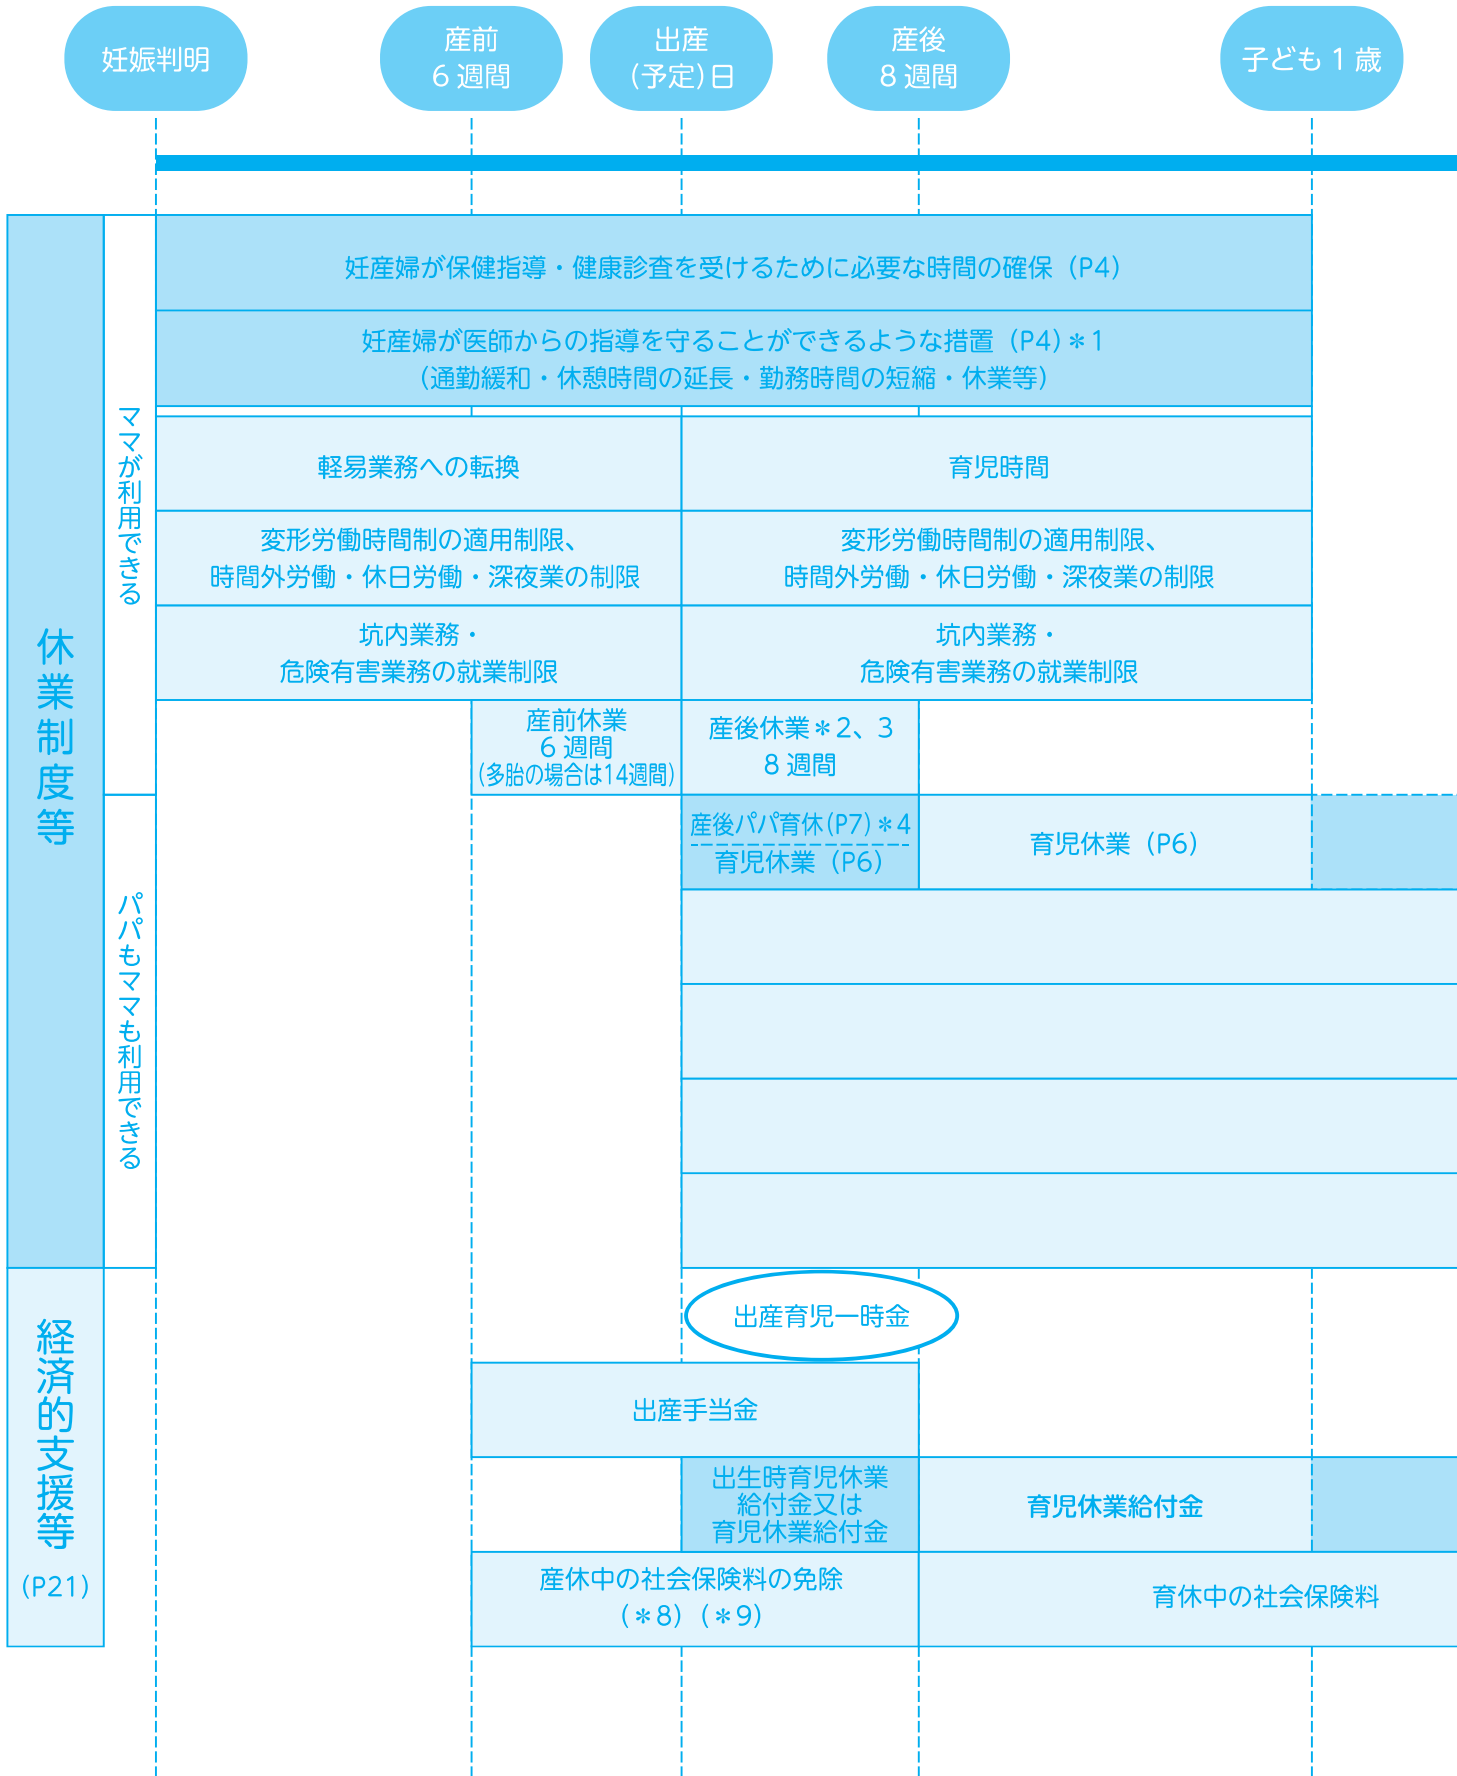 妊娠判明
産前
6 週間
出産
(予定)日
産後
8 週間
子ども 1 歳
休業制度等
ママが利用できる
妊産婦が保健指導・健康診査を受けるために必要な時間の確保（P4）
妊産婦が医師からの指導を守ることができるような措置（P4）＊1
（通勤緩和・休憩時間の延長・勤務時間の短縮・休業等）
軽易業務への転換
育児時間
変形労働時間制の適用制限、
時間外労働・休日労働・深夜業の制限
変形労働時間制の適用制限、
時間外労働・休日労働・深夜業の制限
坑内業務・
危険有害業務の就業制限
坑内業務・
危険有害業務の就業制限
産前休業
6 週間
(多胎の場合は14週間)
産後休業＊2、3
8 週間
パパもママも利用できる
産後パパ育休(P7)＊4
育児休業（P6）
育児休業（P6）
経済的支援等
(P21)
出産育児一時金
出産手当金
出生時育児休業
給付金又は
育児休業給付金
育児休業給付金
産休中の社会保険料の免除
（＊8）（＊9）
育休中の社会保険料